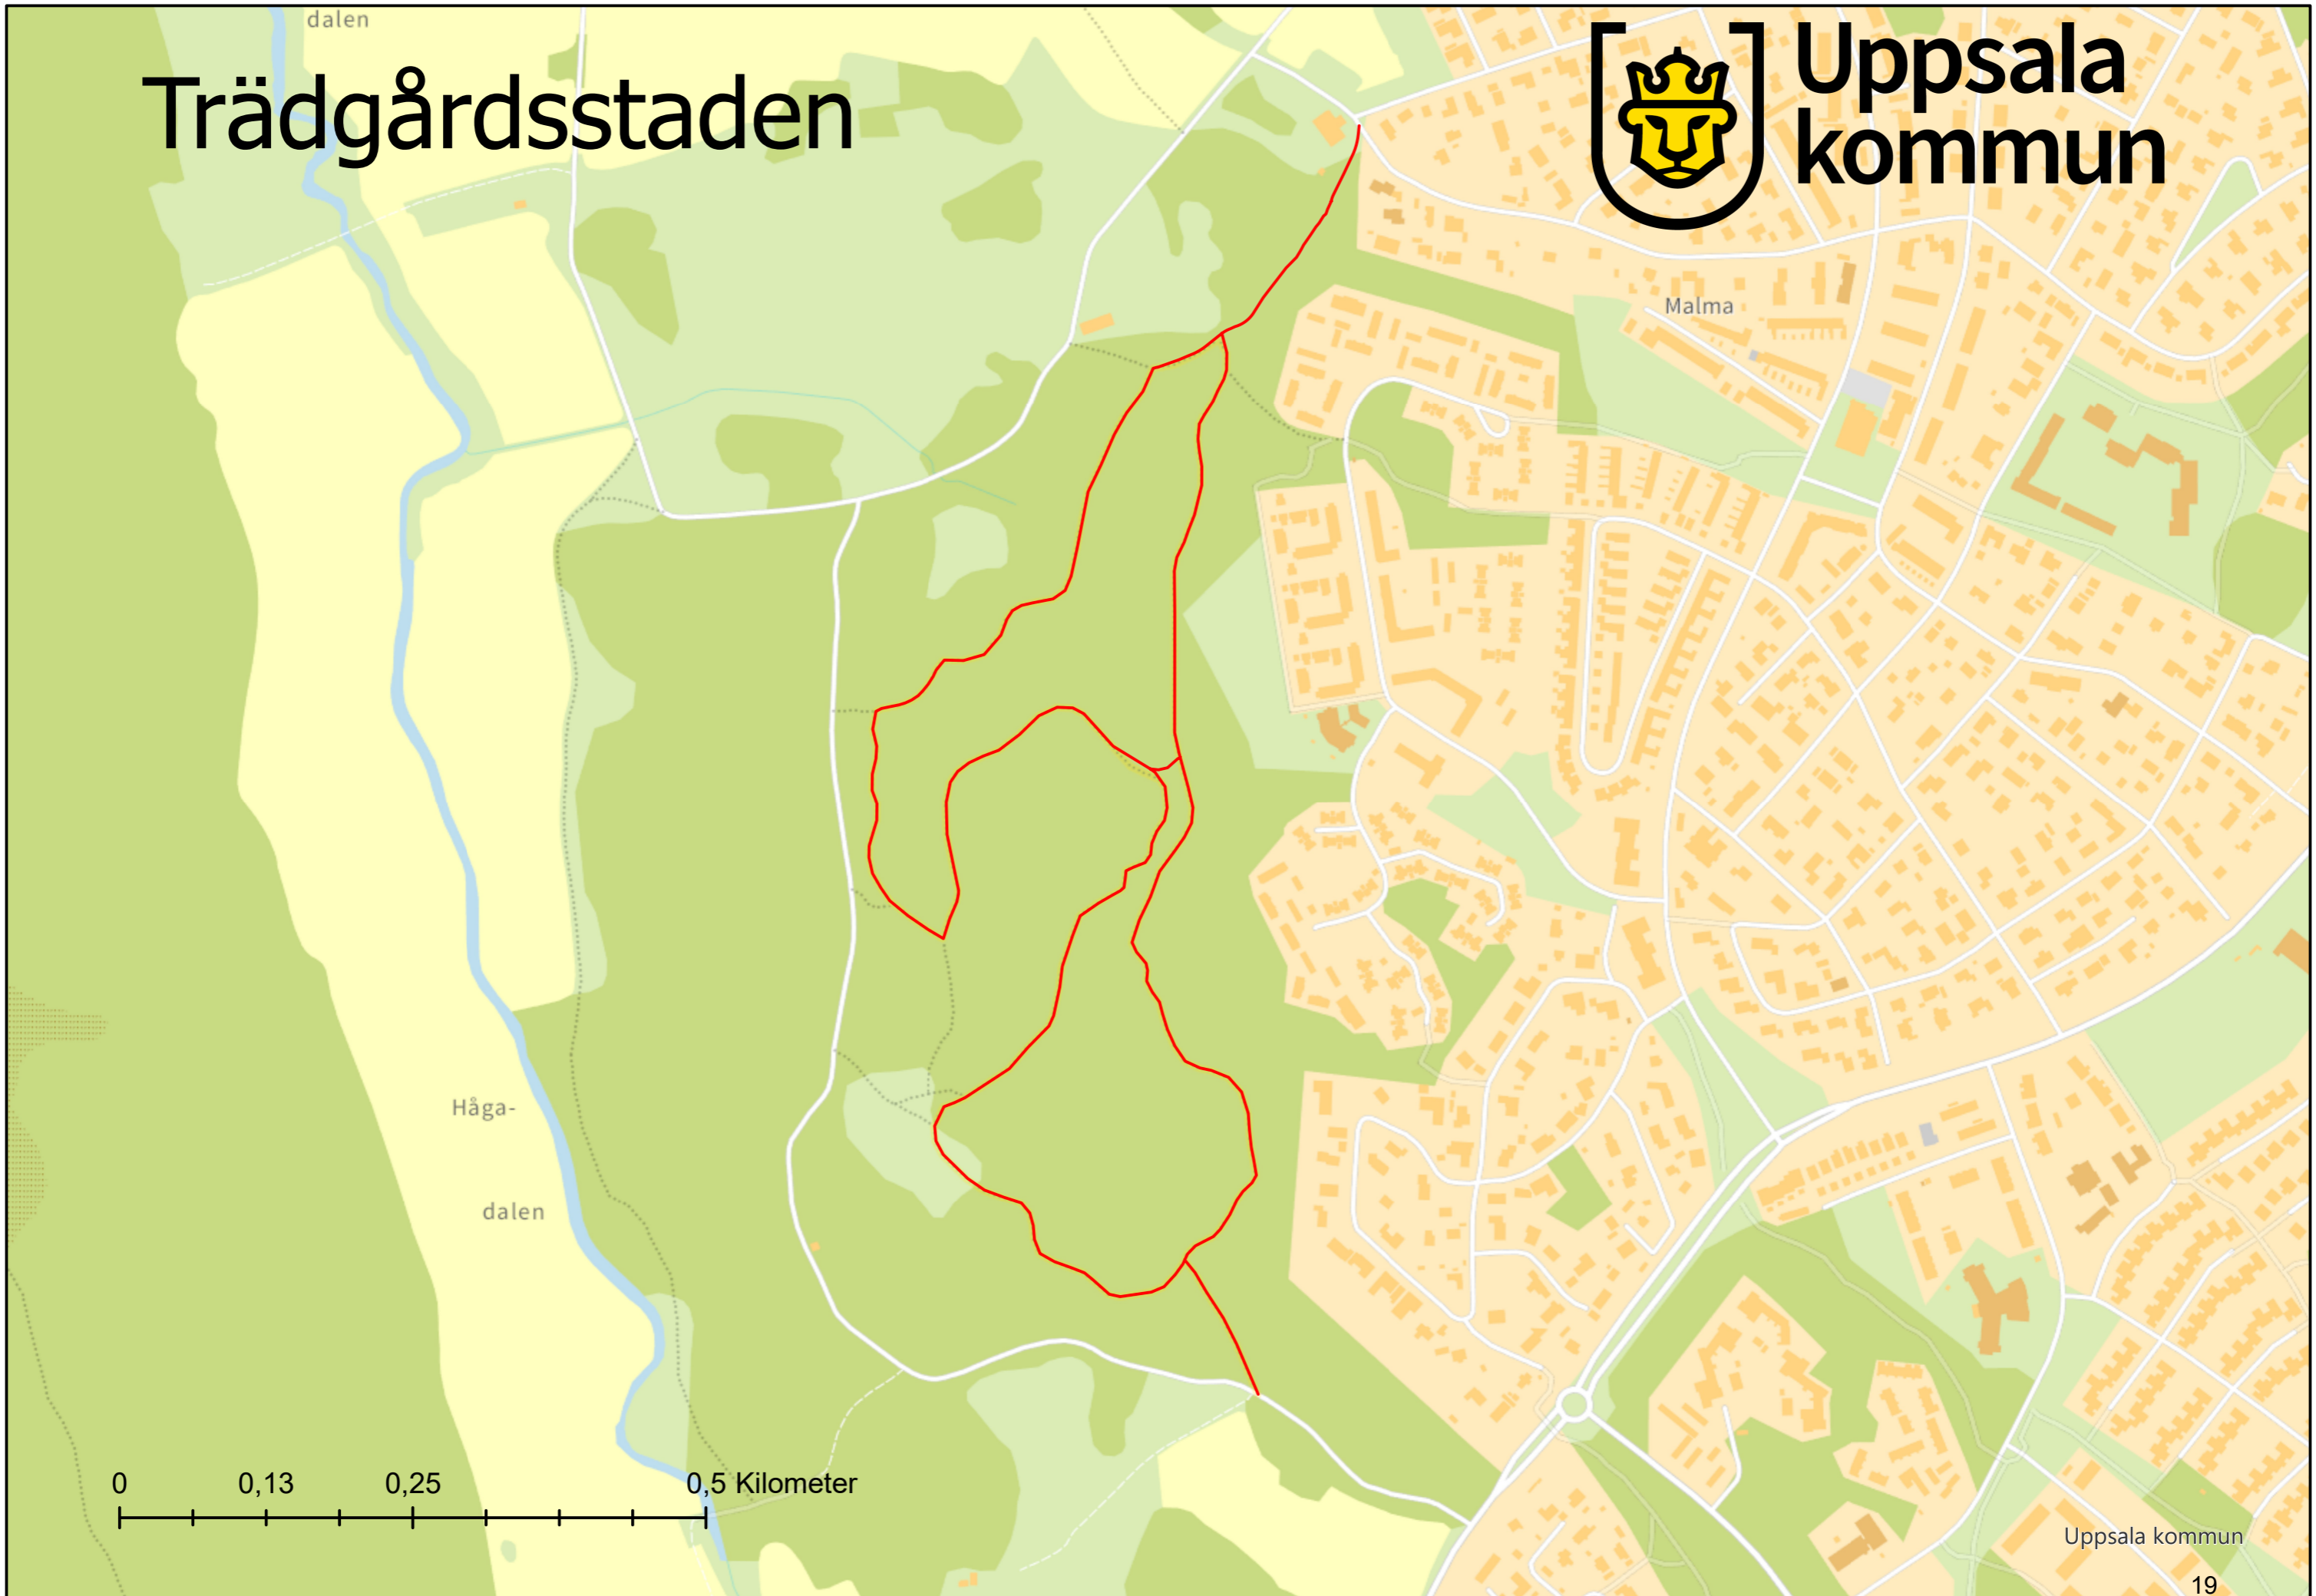 dalen
Trädgårdsstaden
Uppsala
kommun
Malma
Håga-
dalen
0 0,13 0,25 0,5 Kilometer
Uppsala kommun
19